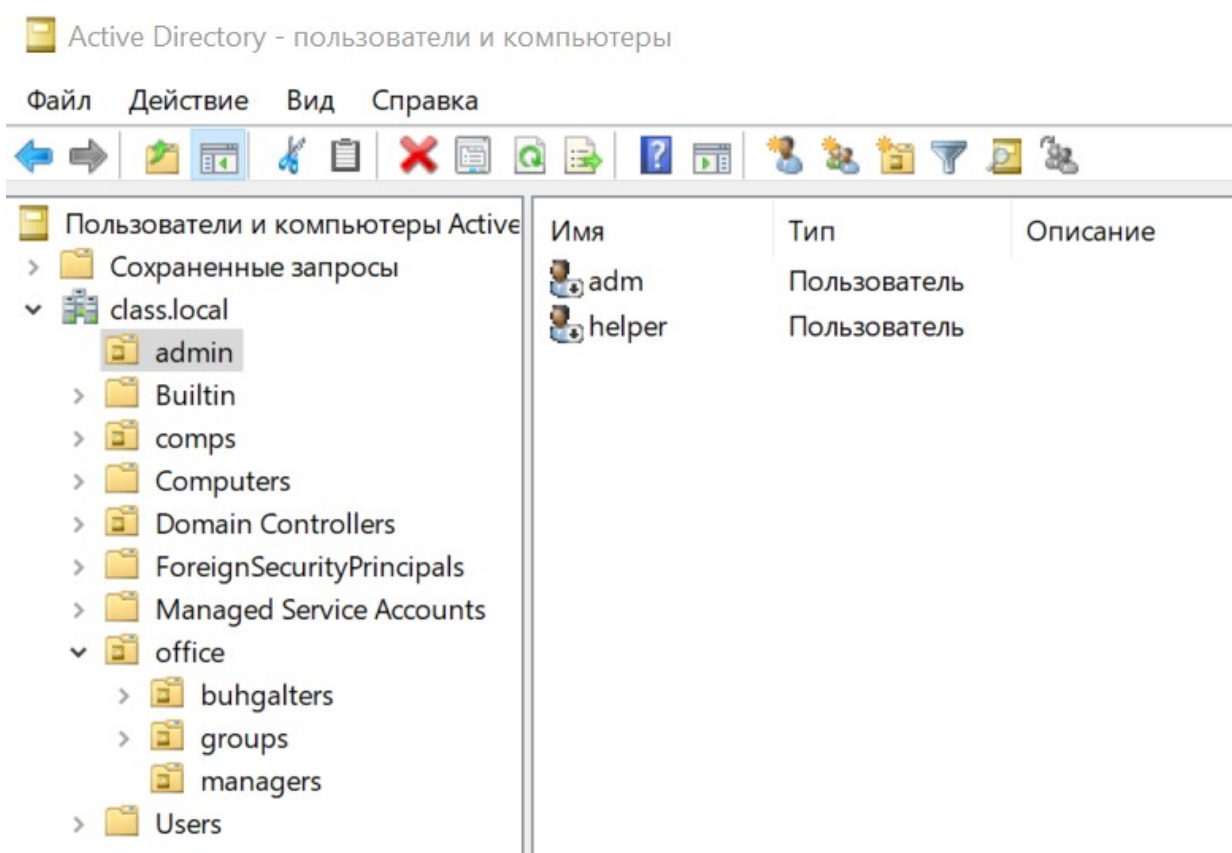 Active Directory - пользователи и компьютеры
Файл Действие Вид Справка
Пользователи и компьютеры Active
Сохраненные запросы
class.local
admin
Builtin
comps
Computers
Domain Controllers
ForeignSecurityPrincipals
Managed Service Accounts
office
buhgalters
groups
managers
Users
Имя Тип Описание
adm Пользователь
helper Пользователь